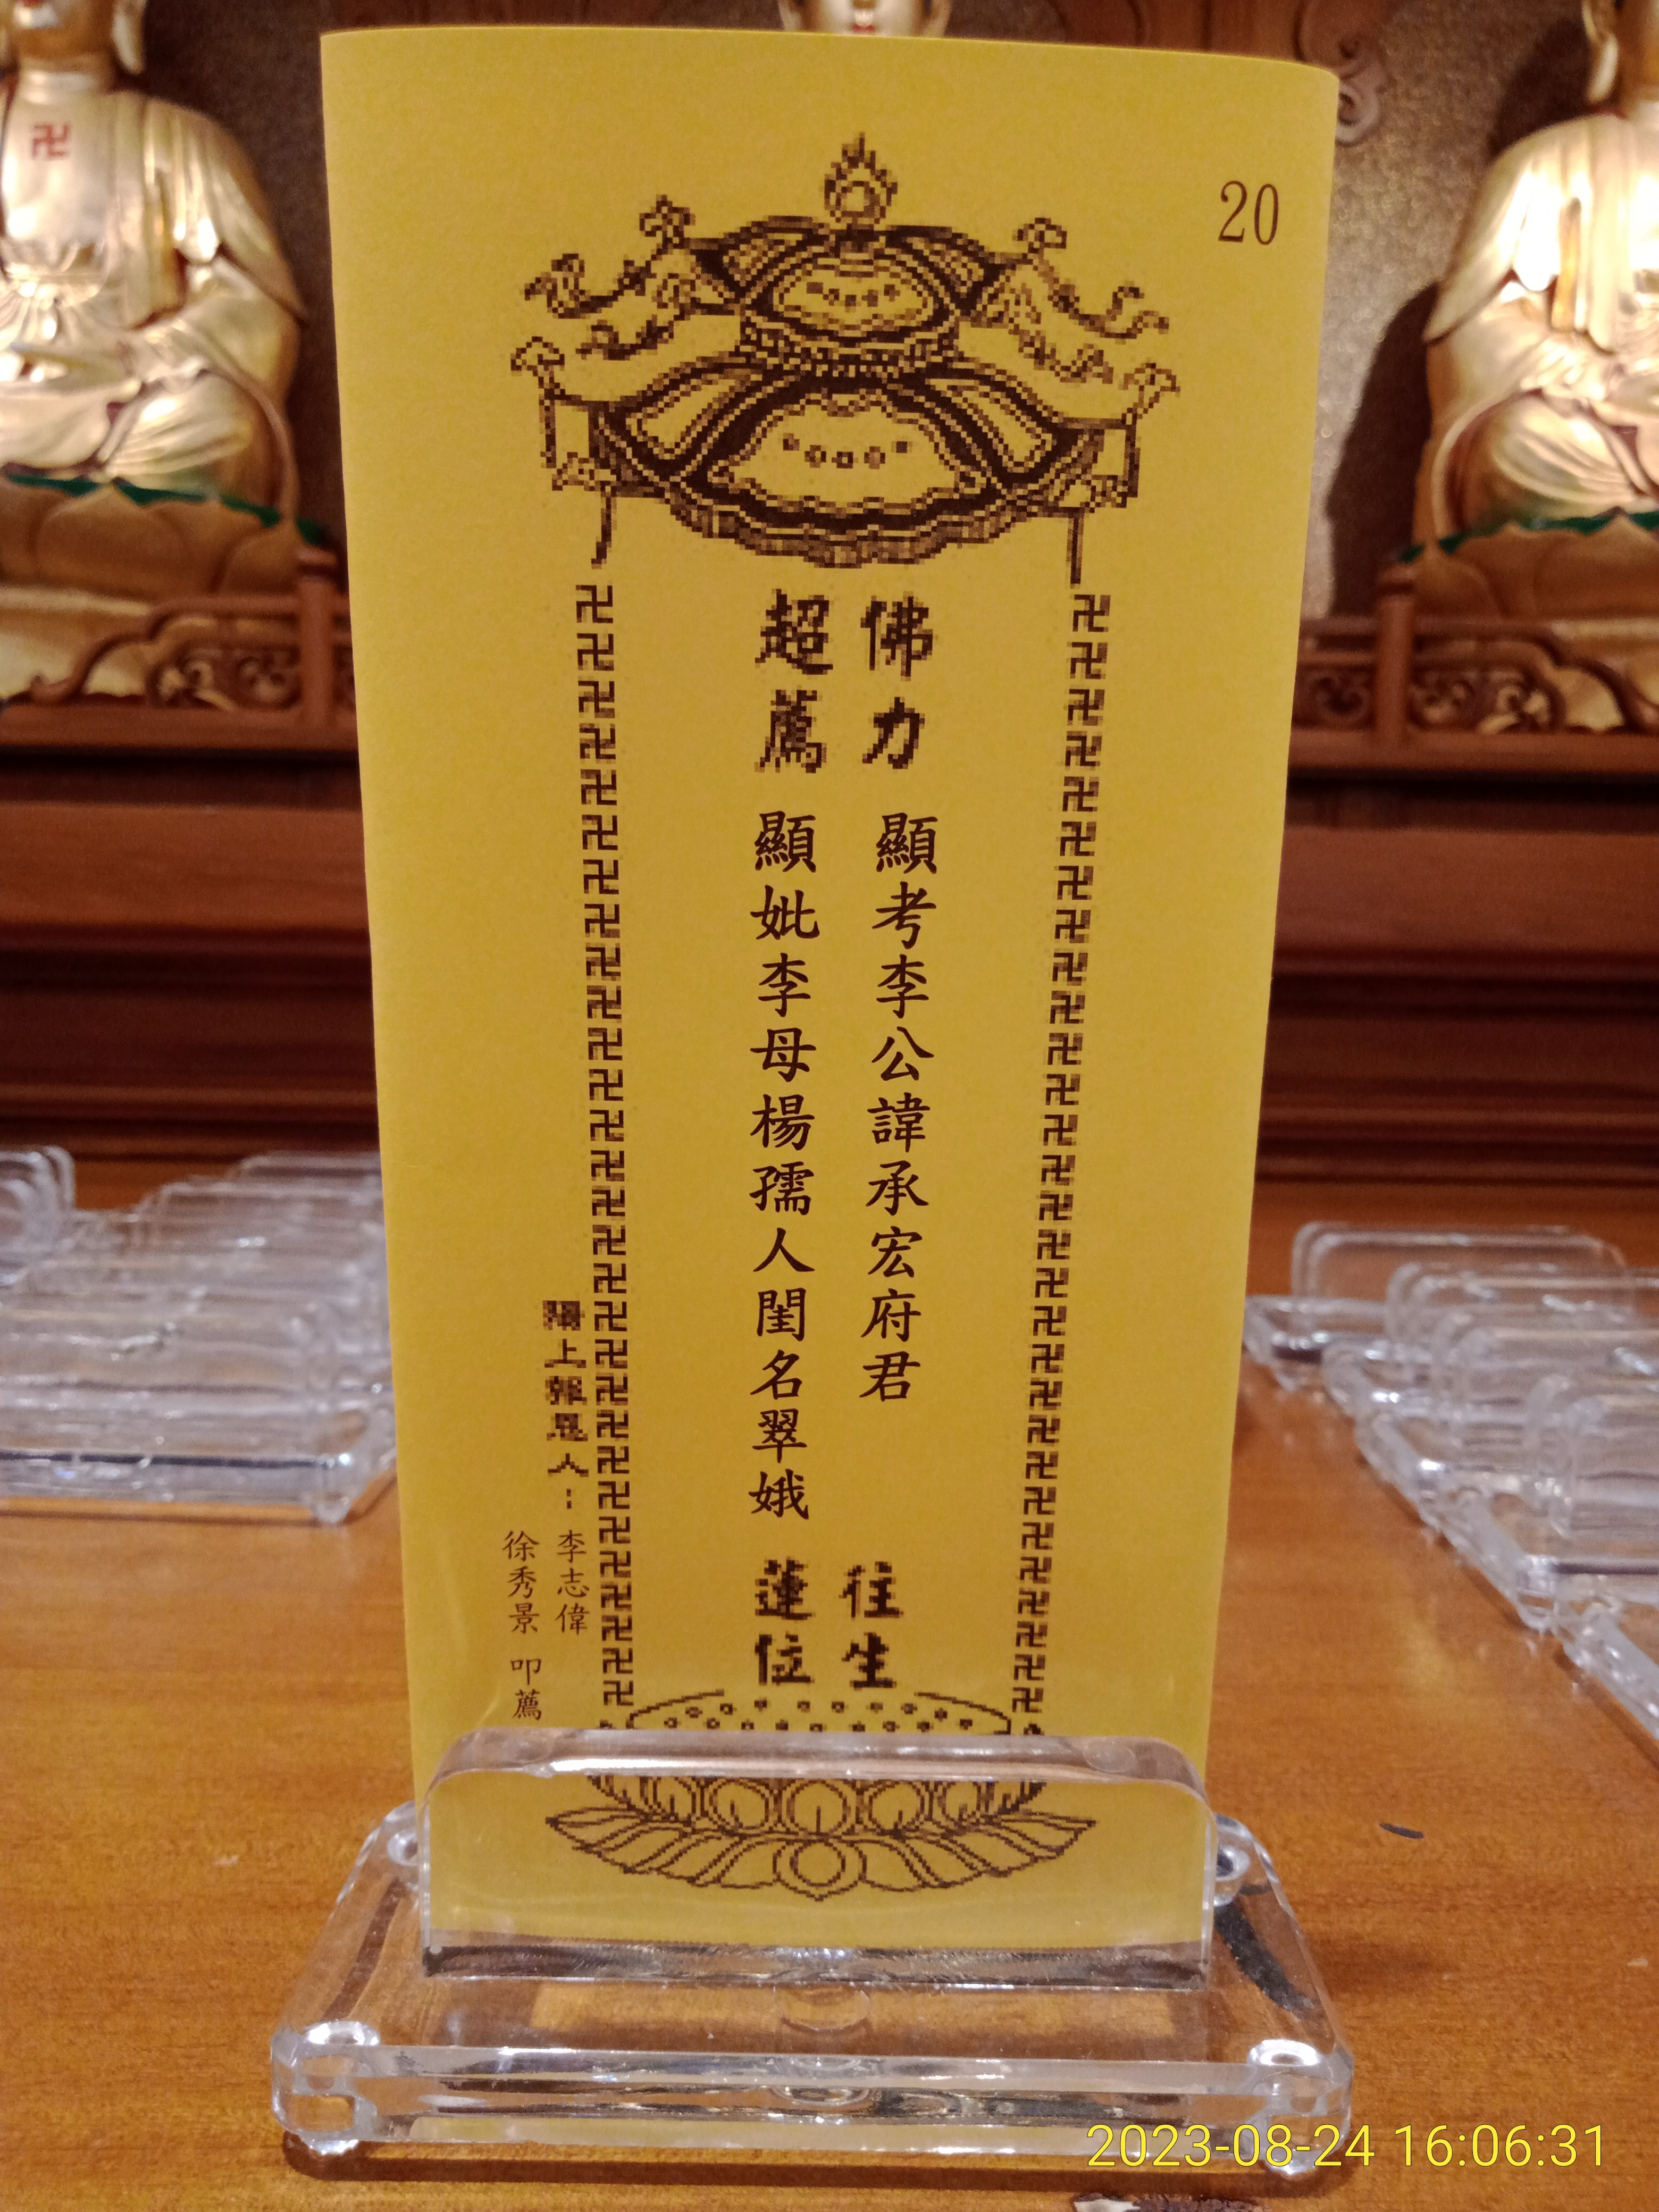 20
佛力
超薦
顯考李公諱承宏府君
顯妣李母楊孺人閨名翠娥
往生
蓮位
陽上報恩人：
李志偉
徐秀景
叩薦
2023-08-24 16:06:31